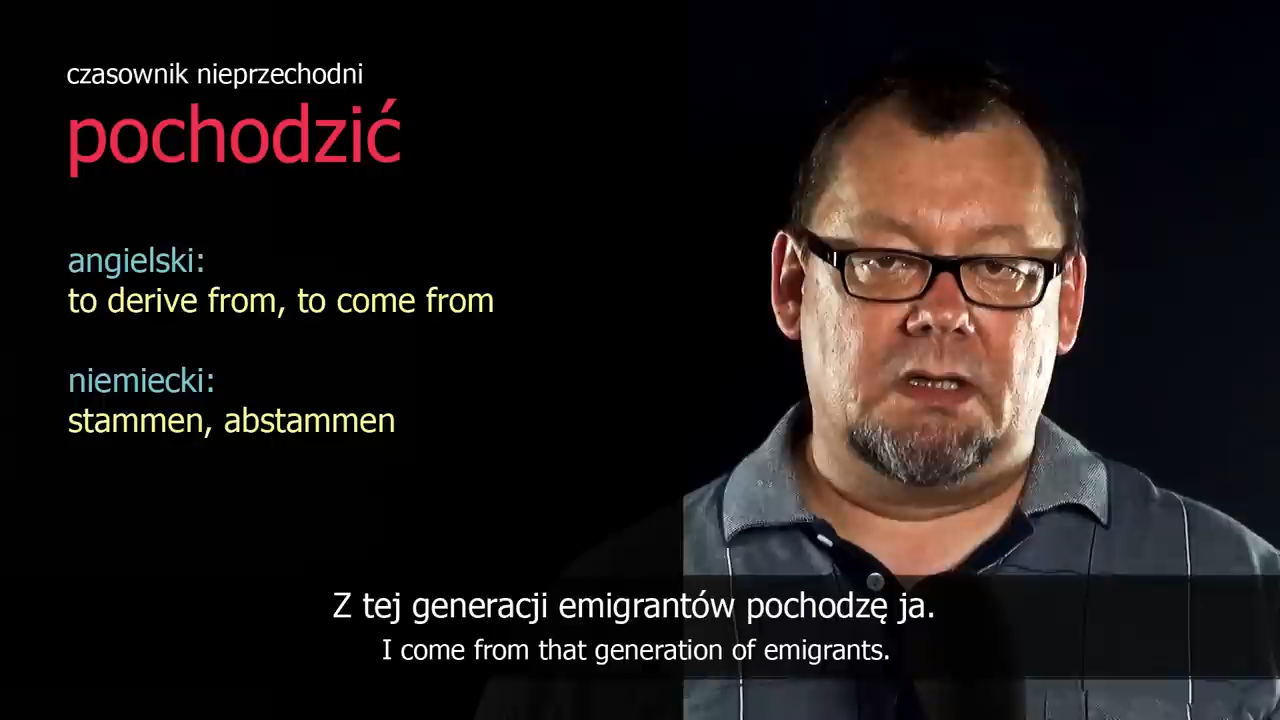 czasownik nieprzechodni
pochodzić
angielski:
to derive from, to come from
niemiecki:
stammen, abstammen
Z tej generacji emigrantów pochodzę ja.
I come from that generation of emigrants.